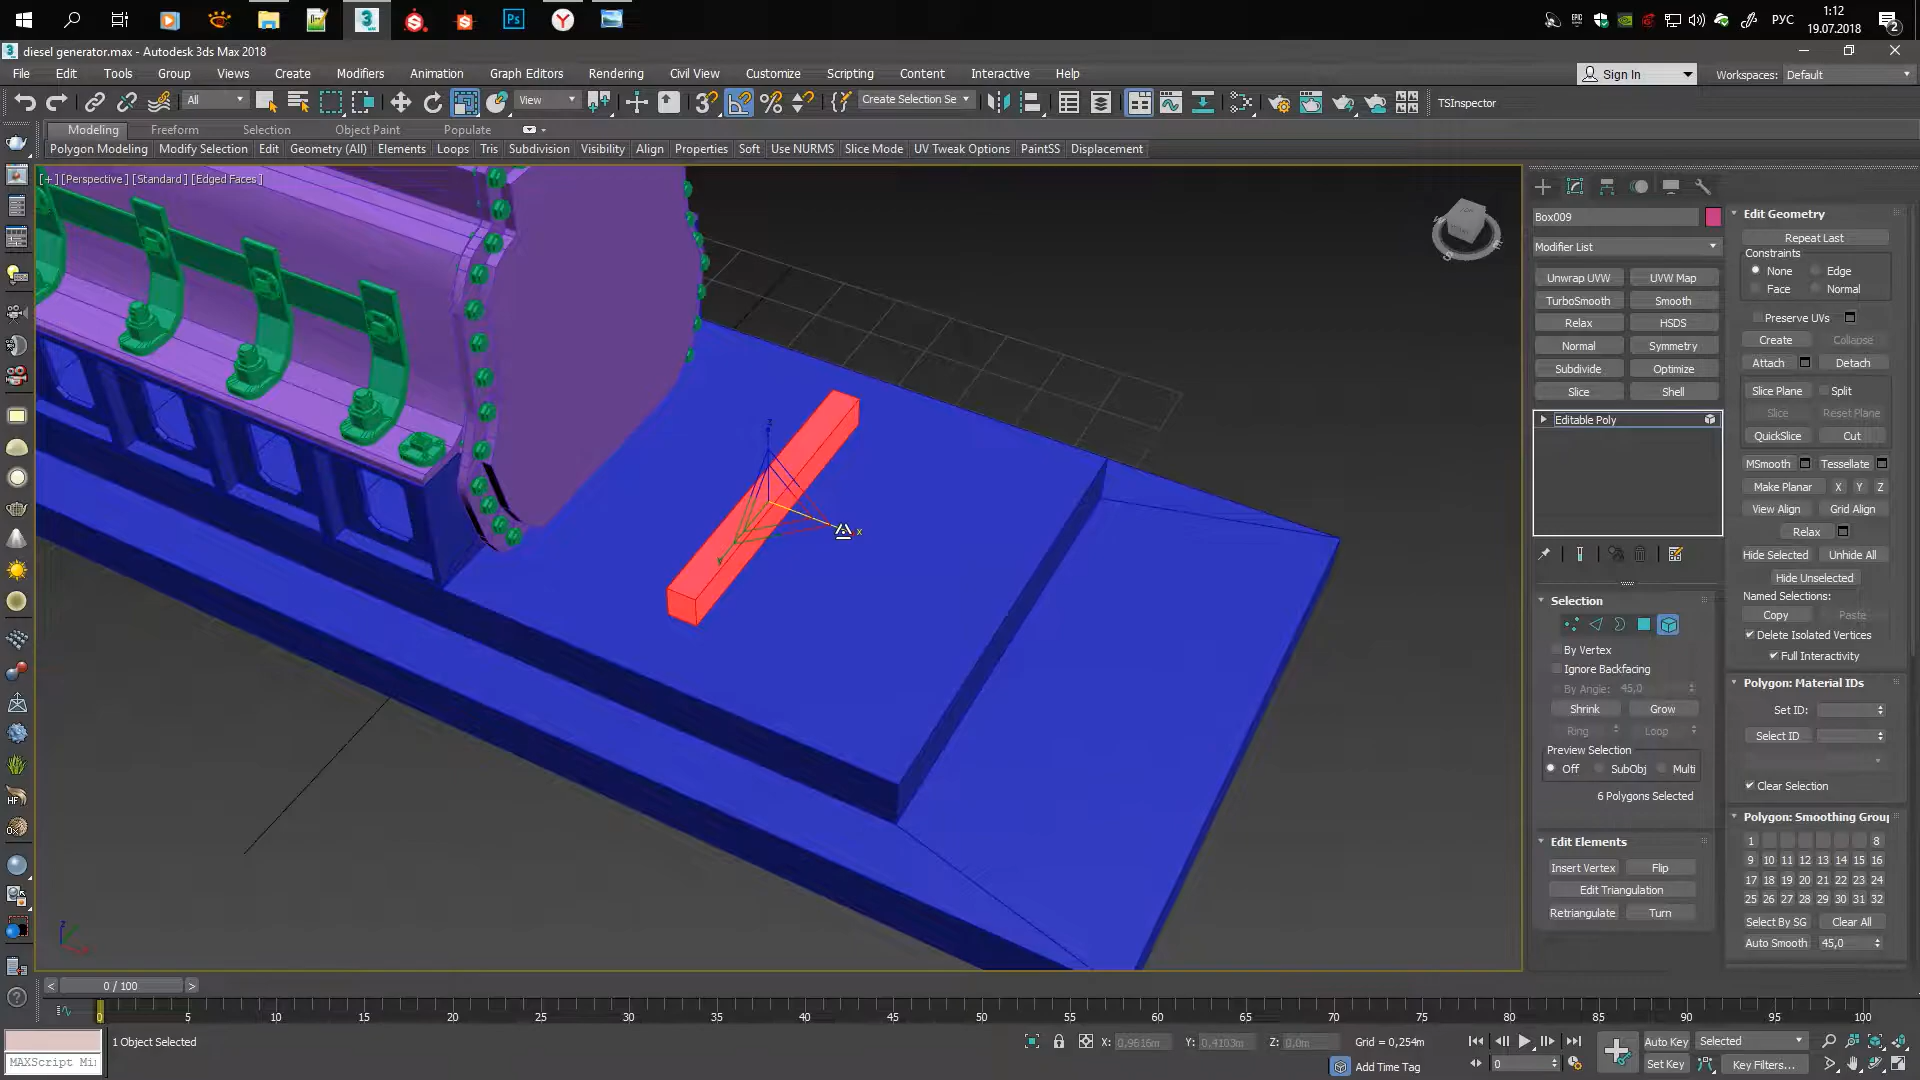 1:12
РУС
19.07.2018
2
diesel generator.max - Autodesk 3ds Max 2018
File Edit Tools Group Views Create Modifiers Animation Graph Editors Rendering Civil View Customize Scripting Content Interactive Help
Sign In
Workspaces: Default
All
View
Create Selection Se
TSInspector
Modeling Freeform Selection Object Paint Populate
Polygon Modeling Modify Selection Edit Geometry (All) Elements Loops Tris Subdivision Visibility Align Properties Soft Use NURMS Slice Mode UV Tweak Options PaintSS Displacement
[+] [Perspective] [Standard] [Edged Faces]
Box009
Modifier List
Unwrap UVW UVW Map
TurboSmooth Smooth
Relax HSDS
Normal Symmetry
Subdivide Optimize
Slice Shell
Editable Poly
Selection
By Vertex
Ignore Backfacing
By Angle: 45,0
Shrink Grow
Ring Loop
Preview Selection
Off SubObj Multi
6 Polygons Selected
Edit Elements
Insert Vertex Flip
Edit Triangulation
Retriangulate Turn
Edit Geometry
Repeat Last
Constraints
None Edge
Face Normal
Preserve UVs
Create Collapse
Attach Detach
Slice Plane Split
Slice Reset Plane
QuickSlice Cut
MSmooth Tessellate
Make Planar X Y Z
View Align Grid Align
Relax
Hide Selected Unhide All
Hide Unselected
Named Selections:
Copy Paste
Delete Isolated Vertices
Full Interactivity
Polygon: Material IDs
Set ID:
Select ID
Clear Selection
Polygon: Smoothing Group
1 8
9 10 11 12 13 14 15 16
17 18 19 20 21 22 23 24
25 26 27 28 29 30 31 32
Select By SG Clear All
Auto Smooth 45,0
x
< 0 / 100 >
0 5 10 15 20 25 30 35 40 45 50 55 60 65 70 75 80 85 90 95 100
1 Object Selected
MAXScript Mi
X: 0,9616m Y: 0,4103m Z: 0,0m Grid = 0,254m
Add Time Tag
0
Auto Key Selected
Set Key Key Filters...